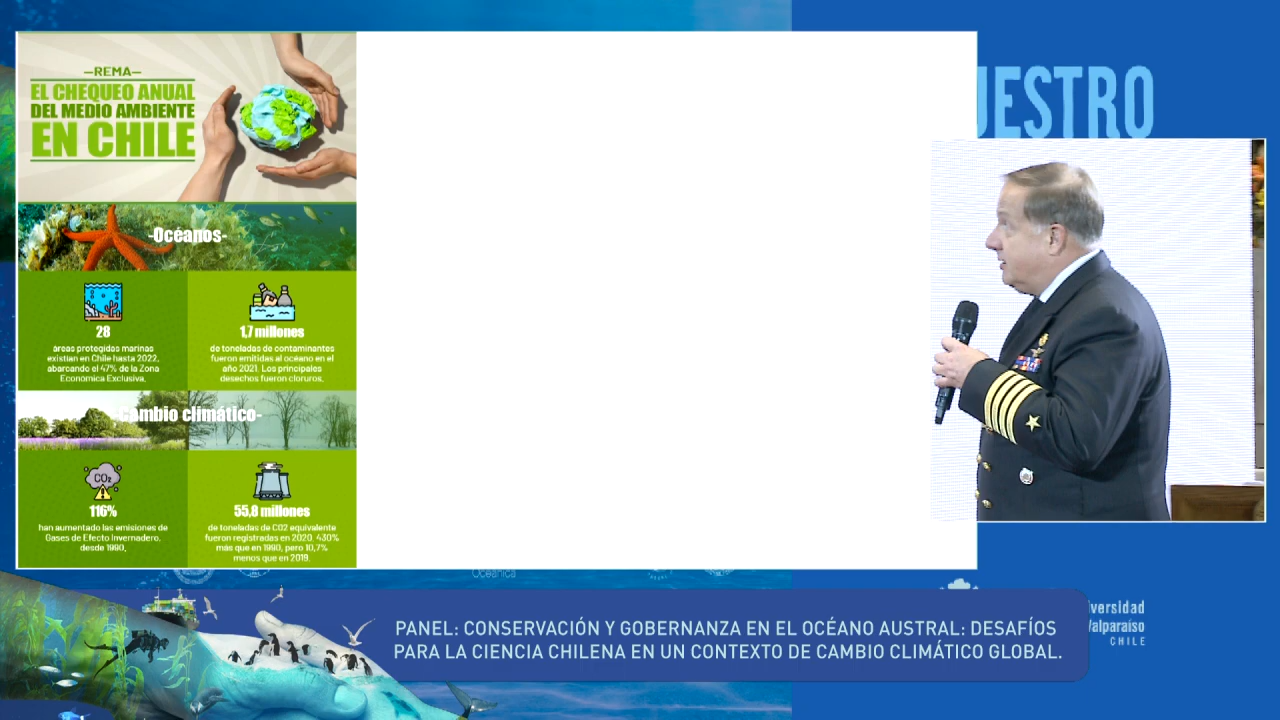 —REMA—
EL CHEQUEO ANUAL
DEL MEDIO AMBIENTE
EN CHILE
-Océanos-
28
áreas protegidas marinas
existían en Chile hasta 2022,
abarcando el 47% de la Zona
Económica Exclusiva.
1,7 millones
de toneladas de contaminantes
fueron emitidas al océano en el
año 2021. Los principales
desechos fueron cloruros.
Cambio climático-
CO₂
116%
han aumentado las emisiones de
Gases de Efecto Invernadero,
desde 1990.
55,8 millones
de toneladas de CO2 equivalente
fueron registradas en 2020. 430%
más que en 1990, pero 10,7%
menos que en 2019.
UESTRO
Oceánica
iversidad
Valparaíso
CHILE
PANEL: CONSERVACIÓN Y GOBERNANZA EN EL OCÉANO AUSTRAL: DESAFÍOS
PARA LA CIENCIA CHILENA EN UN CONTEXTO DE CAMBIO CLIMÁTICO GLOBAL.